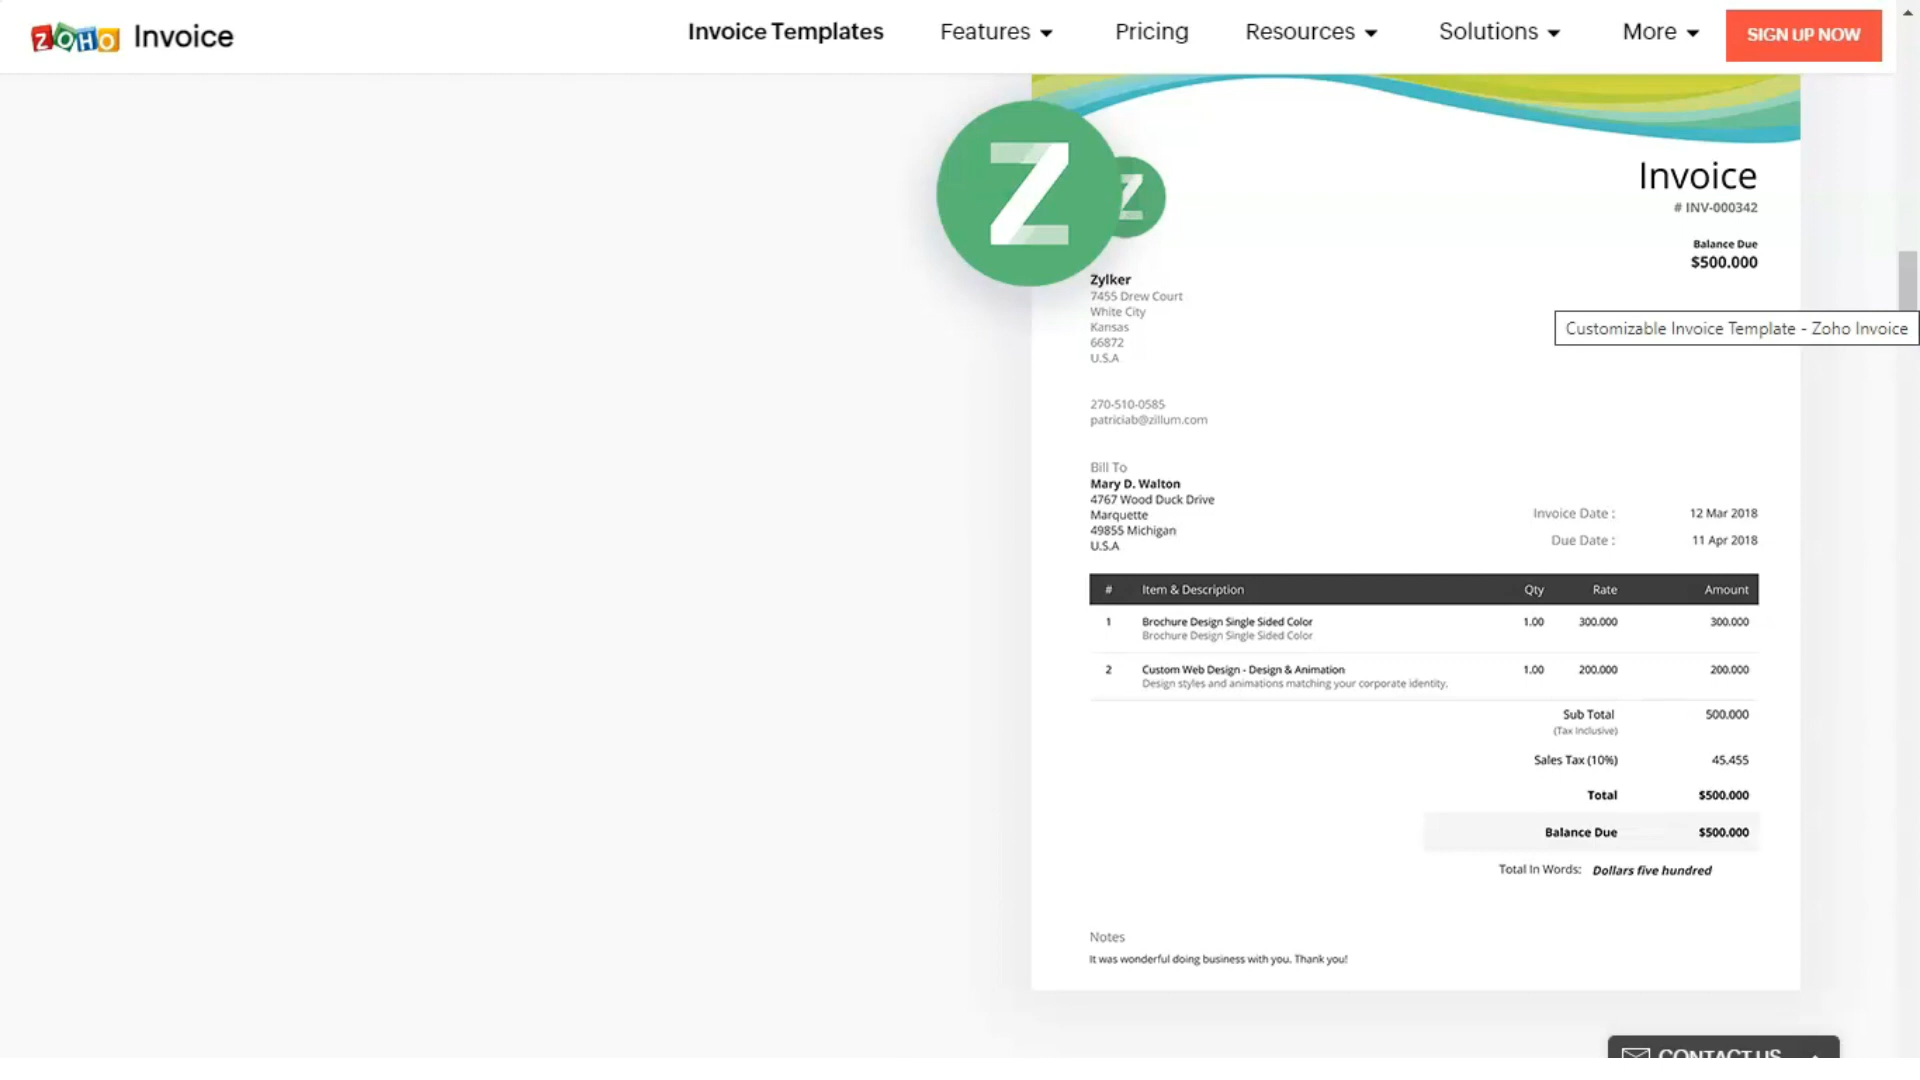 ZOHO Invoice
Invoice Templates Features Pricing Resources Solutions More SIGN UP NOW
Z
Z
Invoice
# INV-000342
Balance Due
$500.000
Zylker
7455 Drew Court
White City
Kansas
66872
U.S.A
Customizable Invoice Template - Zoho Invoice
270-510-0585
patriciab@zillum.com
Bill To
Mary D. Walton
4767 Wood Duck Drive
Marquette
49855 Michigan
U.S.A
Invoice Date : 12 Mar 2018
Due Date : 11 Apr 2018
# Item & Description Qty Rate Amount
1 Brochure Design Single Sided Color 1.00 300.000 300.000
Brochure Design Single Sided Color
2 Custom Web Design - Design & Animation 1.00 200.000 200.000
Design styles and animations matching your corporate identity.
Sub Total 500.000
(Tax Inclusive)
Sales Tax (10%) 45.455
Total $500.000
Balance Due $500.000
Total In Words: Dollars five hundred
Notes
It was wonderful doing business with you. Thank you!
CONTACT US